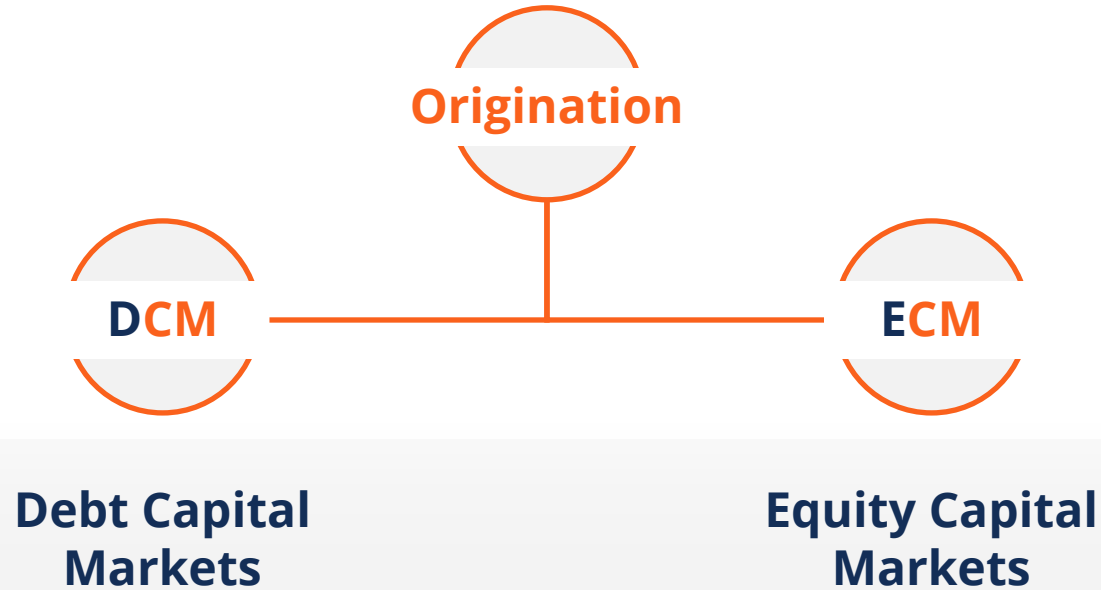 Origination
DCM
ECM
Debt Capital
Markets
Equity Capital
Markets